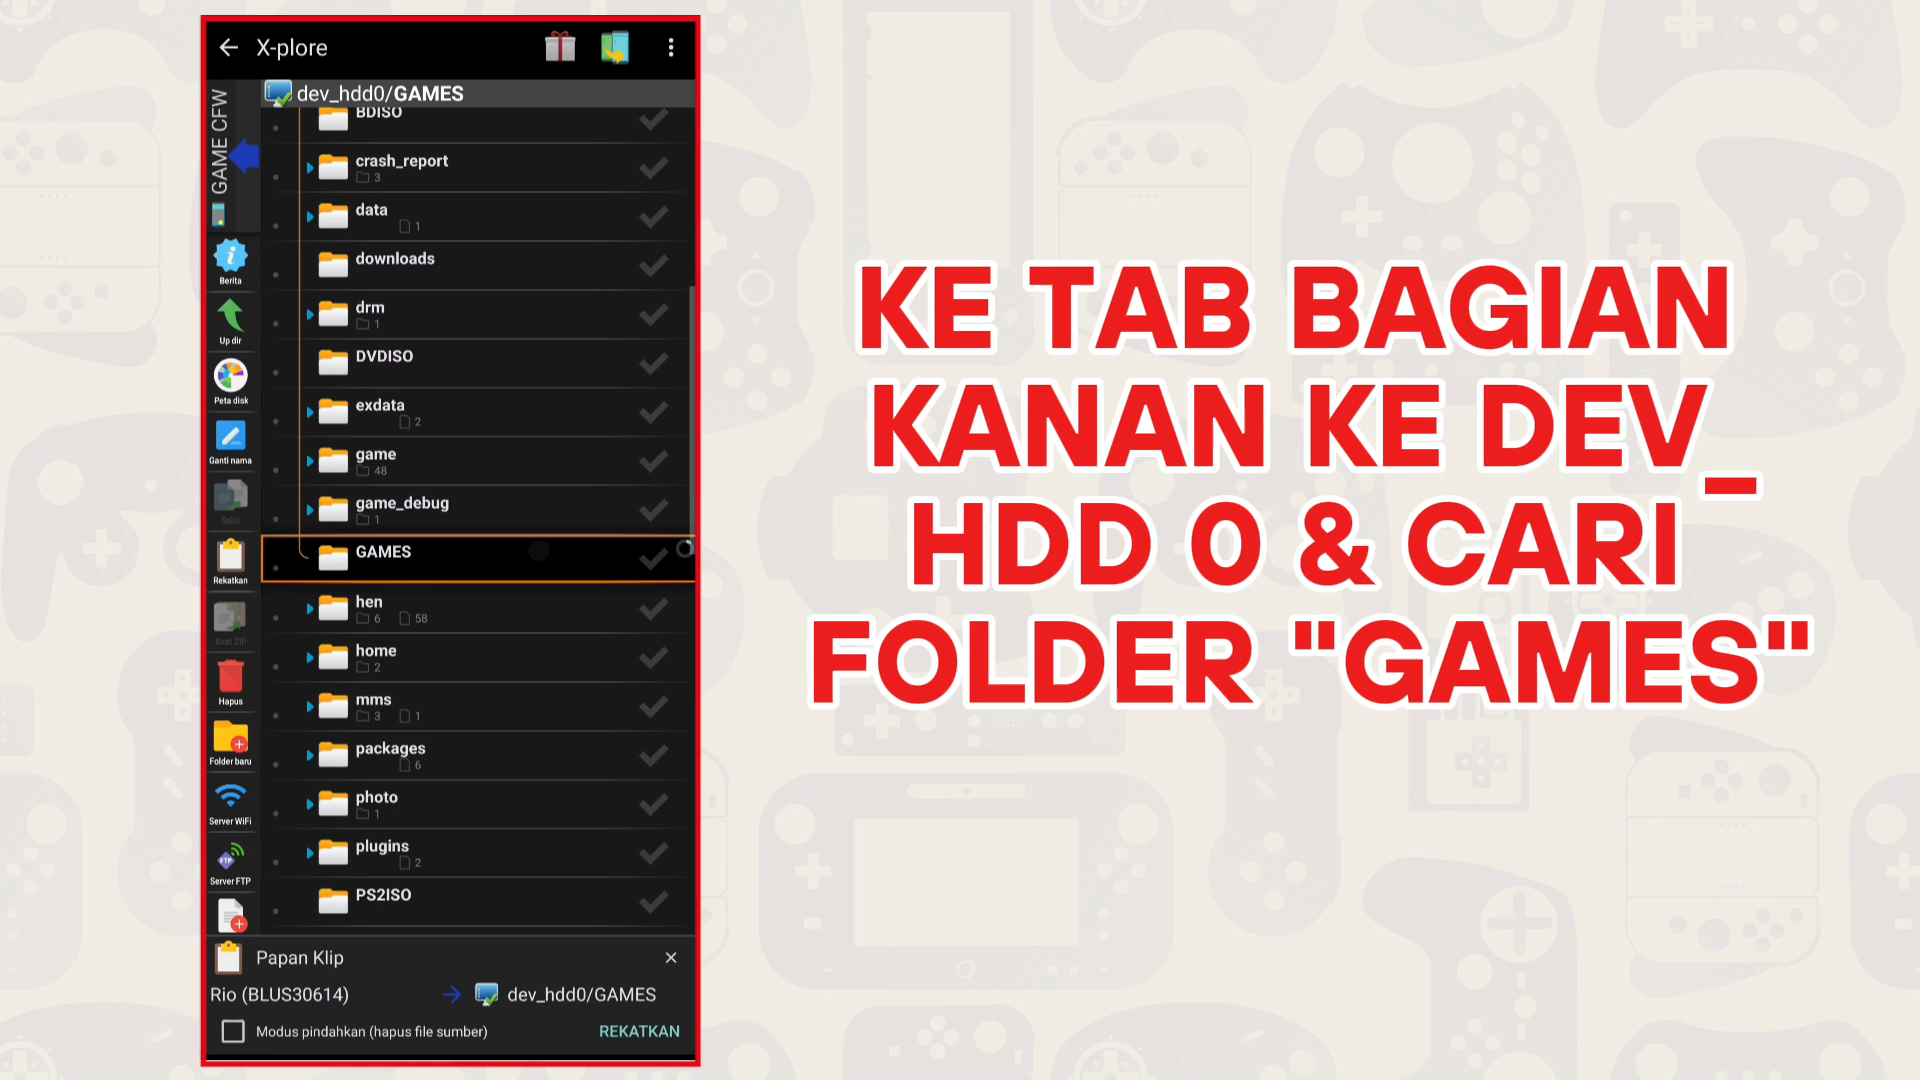 X-plore
GAME CFW
dev_hdd0/GAMES
BDISO
crash_report
3
data
1
downloads
drm
1
DVDISO
exdata
2
game
48
game_debug
1
GAMES
hen
6 58
home
2
mms
3 1
packages
6
photo
1
plugins
2
PS2ISO
Berita
Up dir
Peta disk
Ganti nama
Salin
Rekatkan
Buat ZIP
Hapus
Folder baru
Server WiFi
FTP
Server FTP
Papan Klip
Rio (BLUS30614)
dev_hdd0/GAMES
Modus pindahkan (hapus file sumber)
REKATKAN
KE TAB BAGIAN
KANAN KE DEV_
HDD 0 & CARI
FOLDER "GAMES"